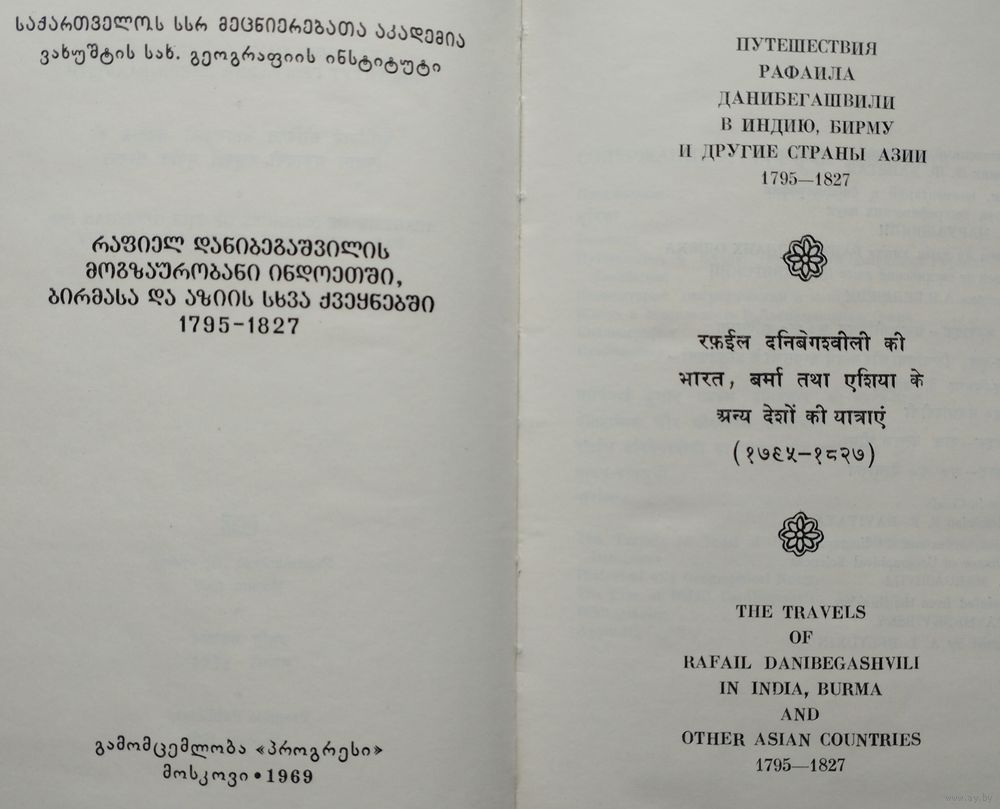 ᲡᲐᲥᲐᲠᲗᲕᲔᲚᲝᲡ ᲡᲡᲠ ᲛᲔᲪᲜᲘᲔᲠᲔᲑᲐᲗᲐ ᲐᲙᲐᲓᲔᲛᲘᲐ
ვახუშტის სახ. გეოგრაფიის ინსტიტუტი
ᲠᲐᲤᲘᲔᲚ ᲓᲐᲜᲘᲑᲔᲒᲐᲨᲕᲘᲚᲘᲡ
ᲛᲝᲒᲖᲐᲣᲠᲝᲑᲐᲜᲘ ᲘᲜᲓᲝᲔᲗᲨᲘ,
ᲑᲘᲠᲛᲐᲡᲐ ᲓᲐ ᲐᲖᲘᲘᲡ ᲡᲮᲕᲐ ᲥᲕᲔᲧᲜᲔᲑᲨᲘ
1795-1827
გამომცემლობა «პროგრესი»
მოსკოვი • 1969
ПУТЕШЕСТВИЯ
РАФАИЛА
ДАНИБЕГАШВИЛИ
В ИНДИЮ, БИРМУ
И ДРУГИЕ СТРАНЫ АЗИИ
1795—1827
रफ़ईल दनिबेगश्वीली की
भारत, बर्मा तथा एशिया के
अन्य देशों की यात्राएं
(१७९५–१८२७)
THE TRAVELS
OF
RAFAIL DANIBEGASHVILI
IN INDIA, BURMA
AND
OTHER ASIAN COUNTRIES
1795—1827
www.ay.by